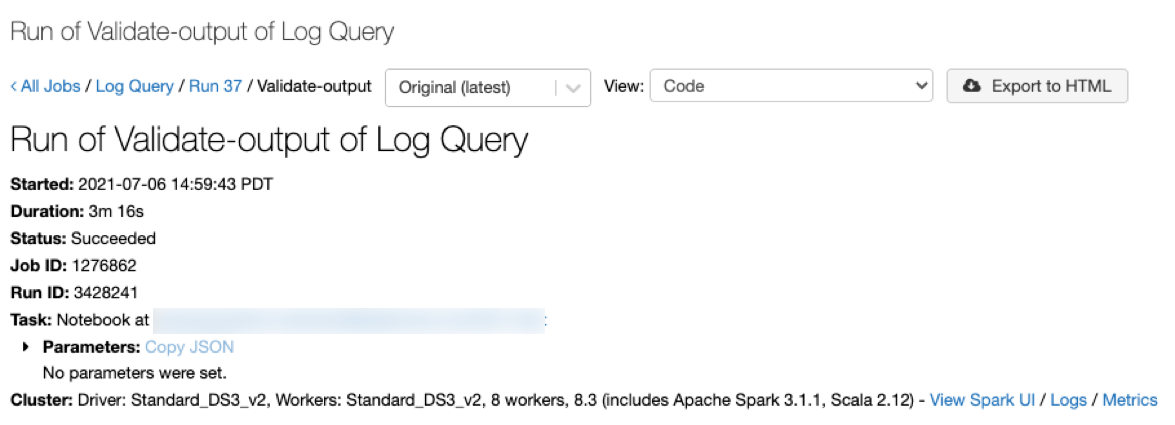 Run of Validate-output of Log Query
< All Jobs / Log Query / Run 37 / Validate-output Original (latest) View: Code Export to HTML
Run of Validate-output of Log Query
Started: 2021-07-06 14:59:43 PDT
Duration: 3m 16s
Status: Succeeded
Job ID: 1276862
Run ID: 3428241
Task: Notebook at :
Parameters: Copy JSON
No parameters were set.
Cluster: Driver: Standard_DS3_v2, Workers: Standard_DS3_v2, 8 workers, 8.3 (includes Apache Spark 3.1.1, Scala 2.12) - View Spark UI / Logs / Metrics